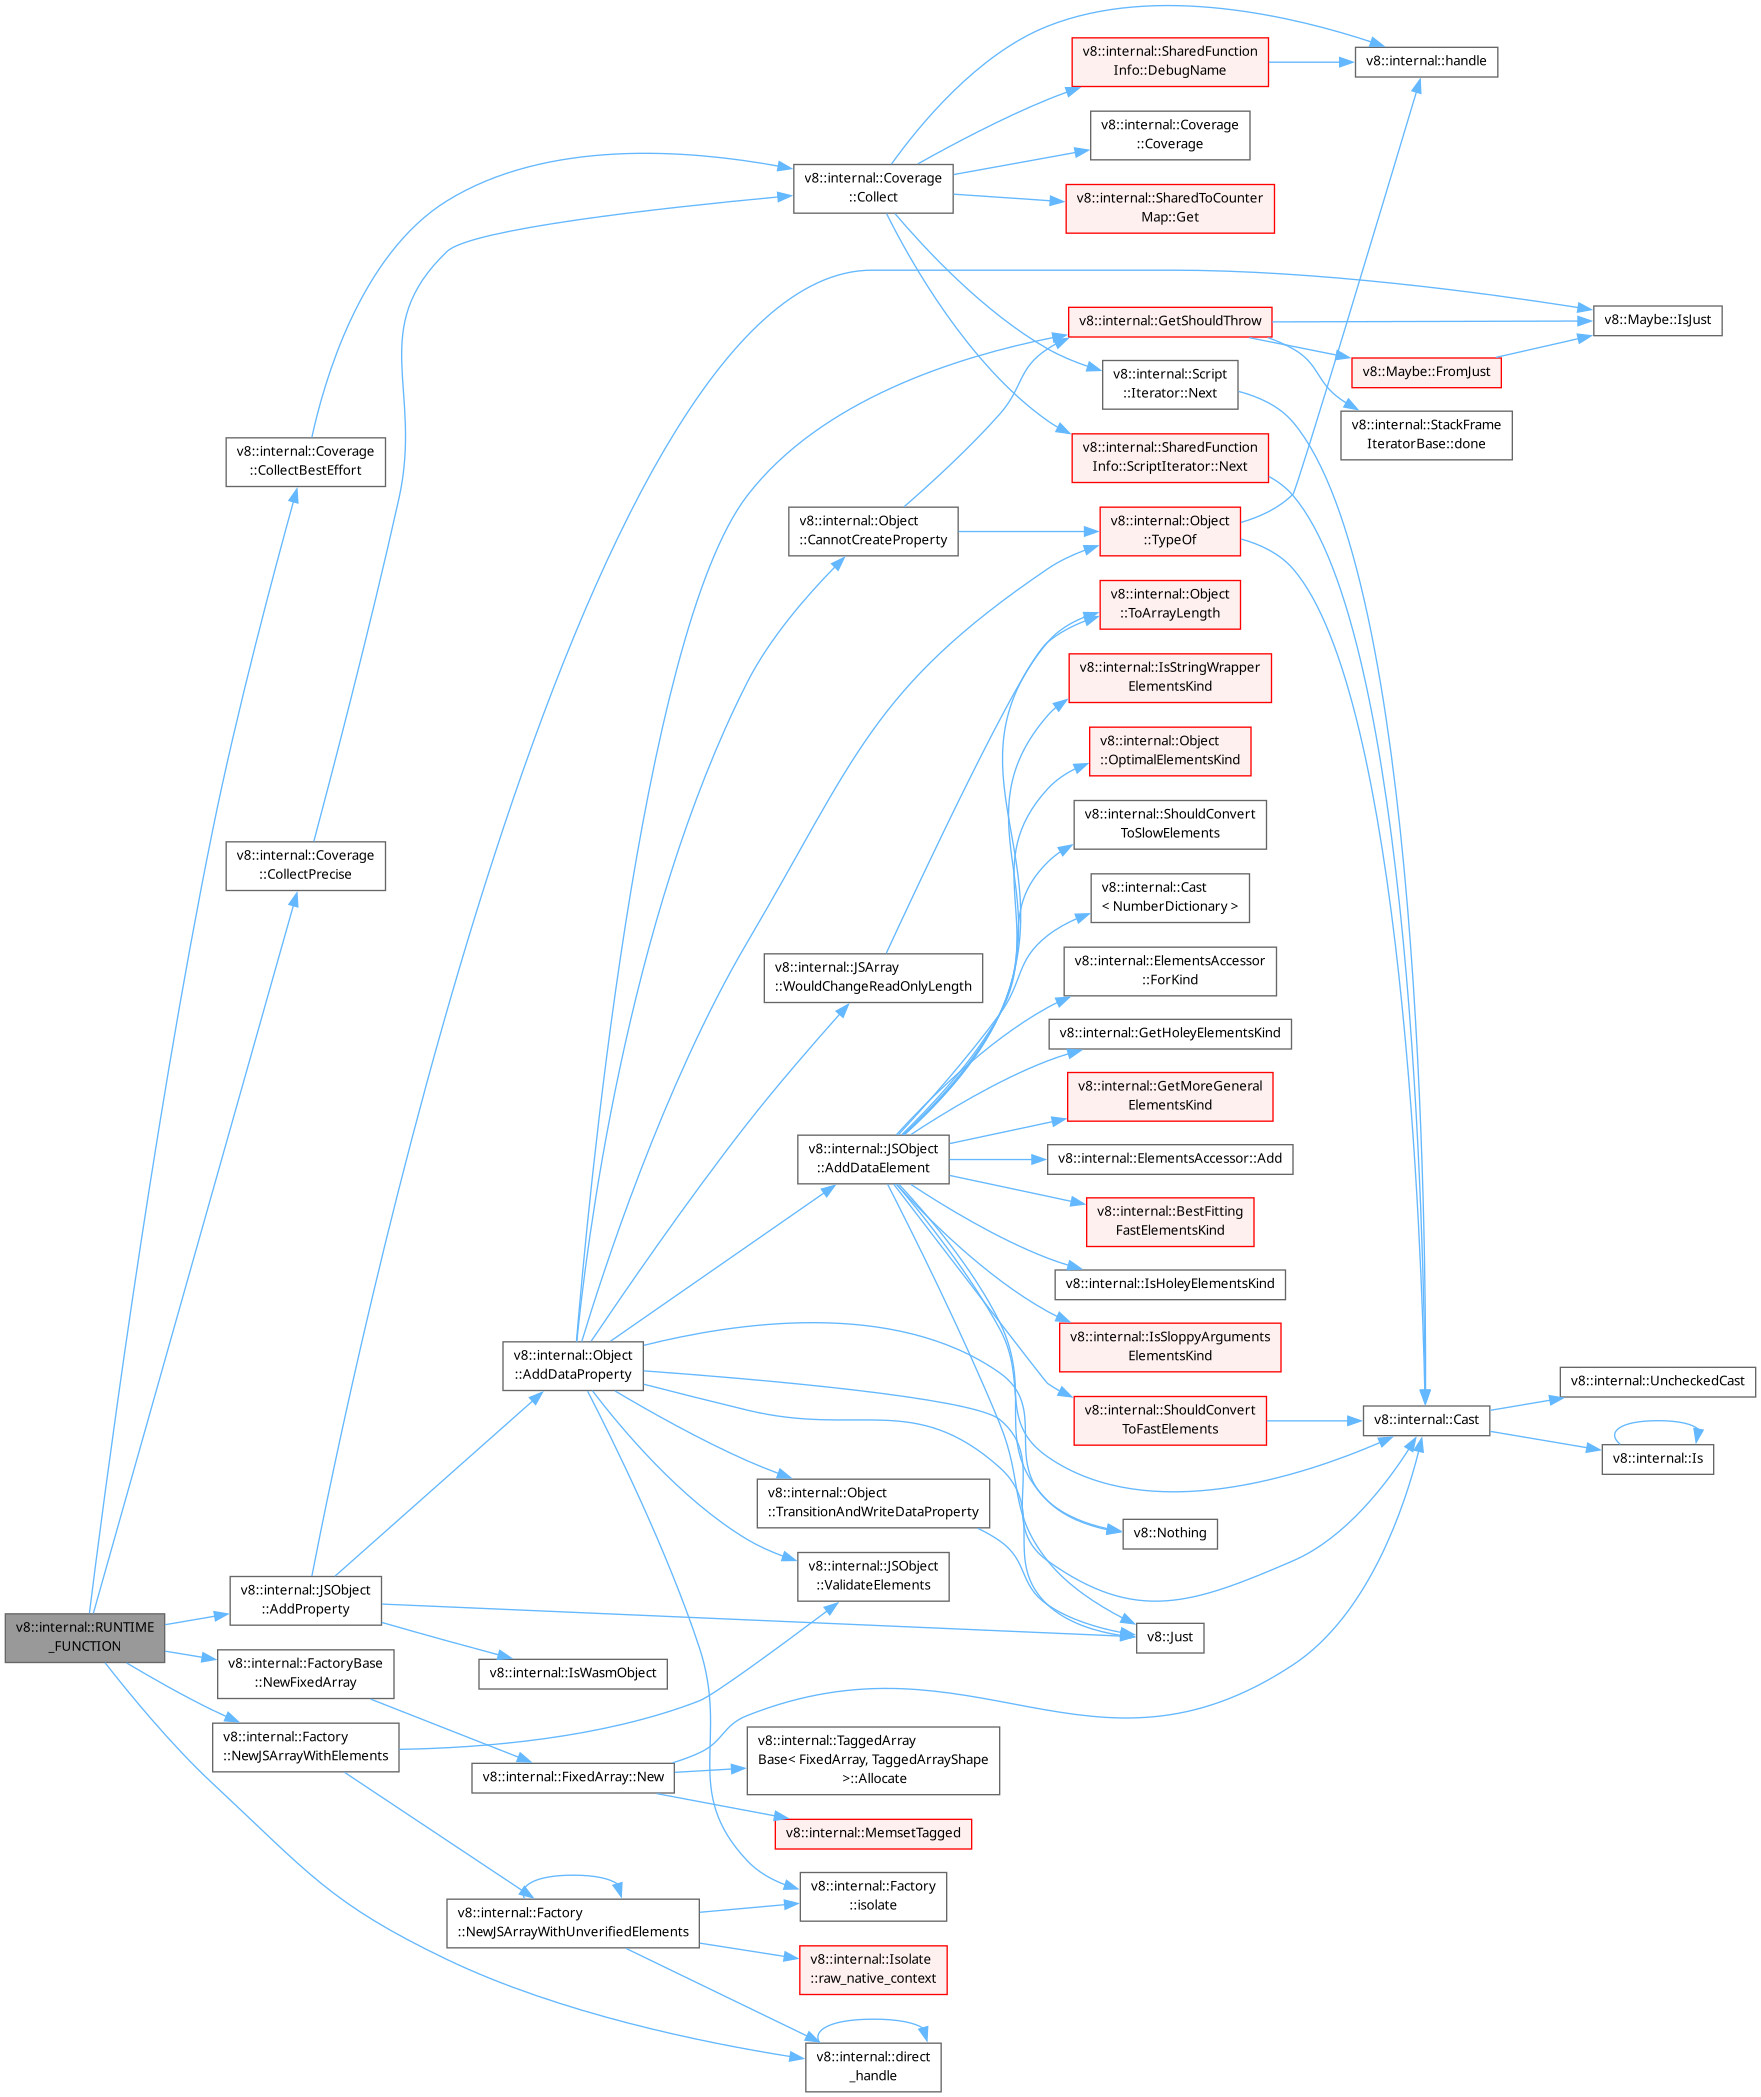 v8::internal::RUNTIME
_FUNCTION
v8::internal::Coverage
::CollectBestEffort
v8::internal::Coverage
::CollectPrecise
v8::internal::JSObject
::AddProperty
v8::internal::FactoryBase
::NewFixedArray
v8::internal::Factory
::NewJSArrayWithElements
v8::internal::Object
::AddDataProperty
v8::internal::IsWasmObject
v8::internal::FixedArray::New
v8::internal::Factory
::NewJSArrayWithUnverifiedElements
v8::internal::Coverage
::Collect
v8::internal::Object
::CannotCreateProperty
v8::internal::JSArray
::WouldChangeReadOnlyLength
v8::internal::JSObject
::AddDataElement
v8::internal::Object
::TransitionAndWriteDataProperty
v8::internal::JSObject
::ValidateElements
v8::internal::TaggedArray
Base< FixedArray, TaggedArrayShape
>::Allocate
v8::internal::MemsetTagged
v8::internal::Factory
::isolate
v8::internal::Isolate
::raw_native_context
v8::internal::direct
_handle
v8::internal::SharedFunction
Info::DebugName
v8::internal::Coverage
::Coverage
v8::internal::SharedToCounter
Map::Get
v8::internal::GetShouldThrow
v8::internal::Script
::Iterator::Next
v8::internal::SharedFunction
Info::ScriptIterator::Next
v8::internal::Object
::TypeOf
v8::internal::Object
::ToArrayLength
v8::internal::IsStringWrapper
ElementsKind
v8::internal::Object
::OptimalElementsKind
v8::internal::ShouldConvert
ToSlowElements
v8::internal::Cast
< NumberDictionary >
v8::internal::ElementsAccessor
::ForKind
v8::internal::GetHoleyElementsKind
v8::internal::GetMoreGeneral
ElementsKind
v8::internal::ElementsAccessor::Add
v8::internal::BestFitting
FastElementsKind
v8::internal::IsHoleyElementsKind
v8::internal::IsSloppyArguments
ElementsKind
v8::internal::ShouldConvert
ToFastElements
v8::Nothing
v8::Just
v8::internal::handle
v8::Maybe::FromJust
v8::internal::StackFrame
IteratorBase::done
v8::internal::Cast
v8::Maybe::IsJust
v8::internal::UncheckedCast
v8::internal::Is